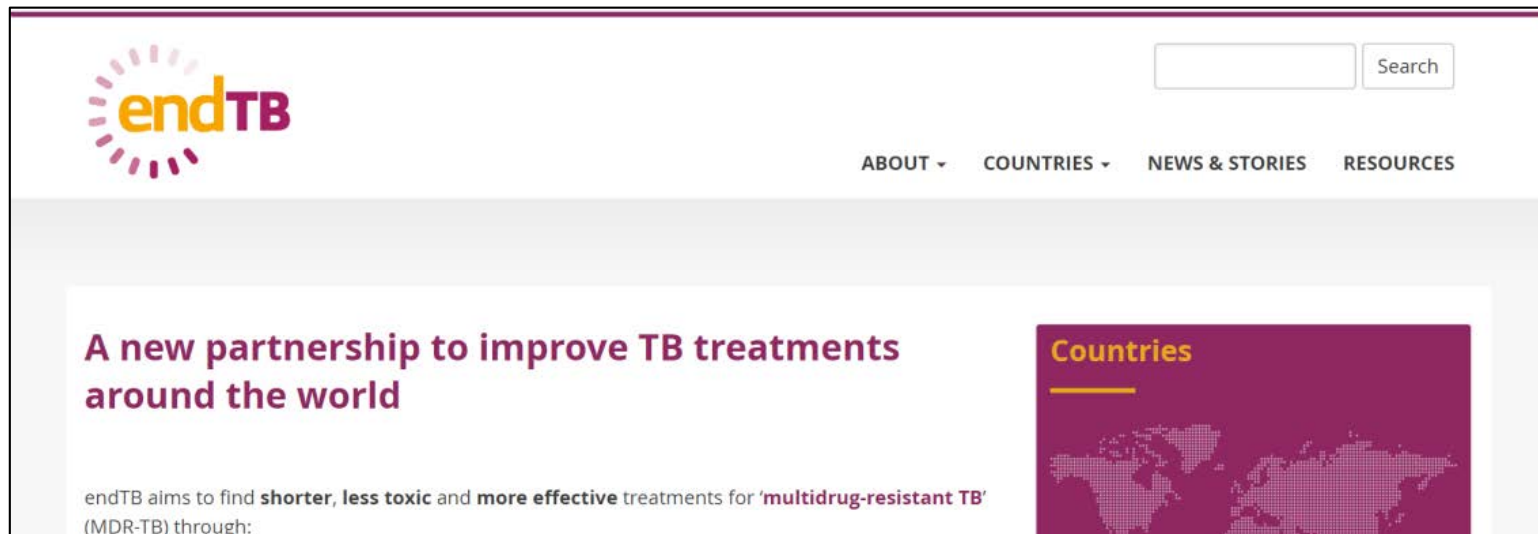 endTB
Search
ABOUT
COUNTRIES
NEWS & STORIES
RESOURCES
A new partnership to improve TB treatments
around the world
Countries
endTB aims to find shorter, less toxic and more effective treatments for ‘multidrug-resistant TB’
(MDR-TB) through: